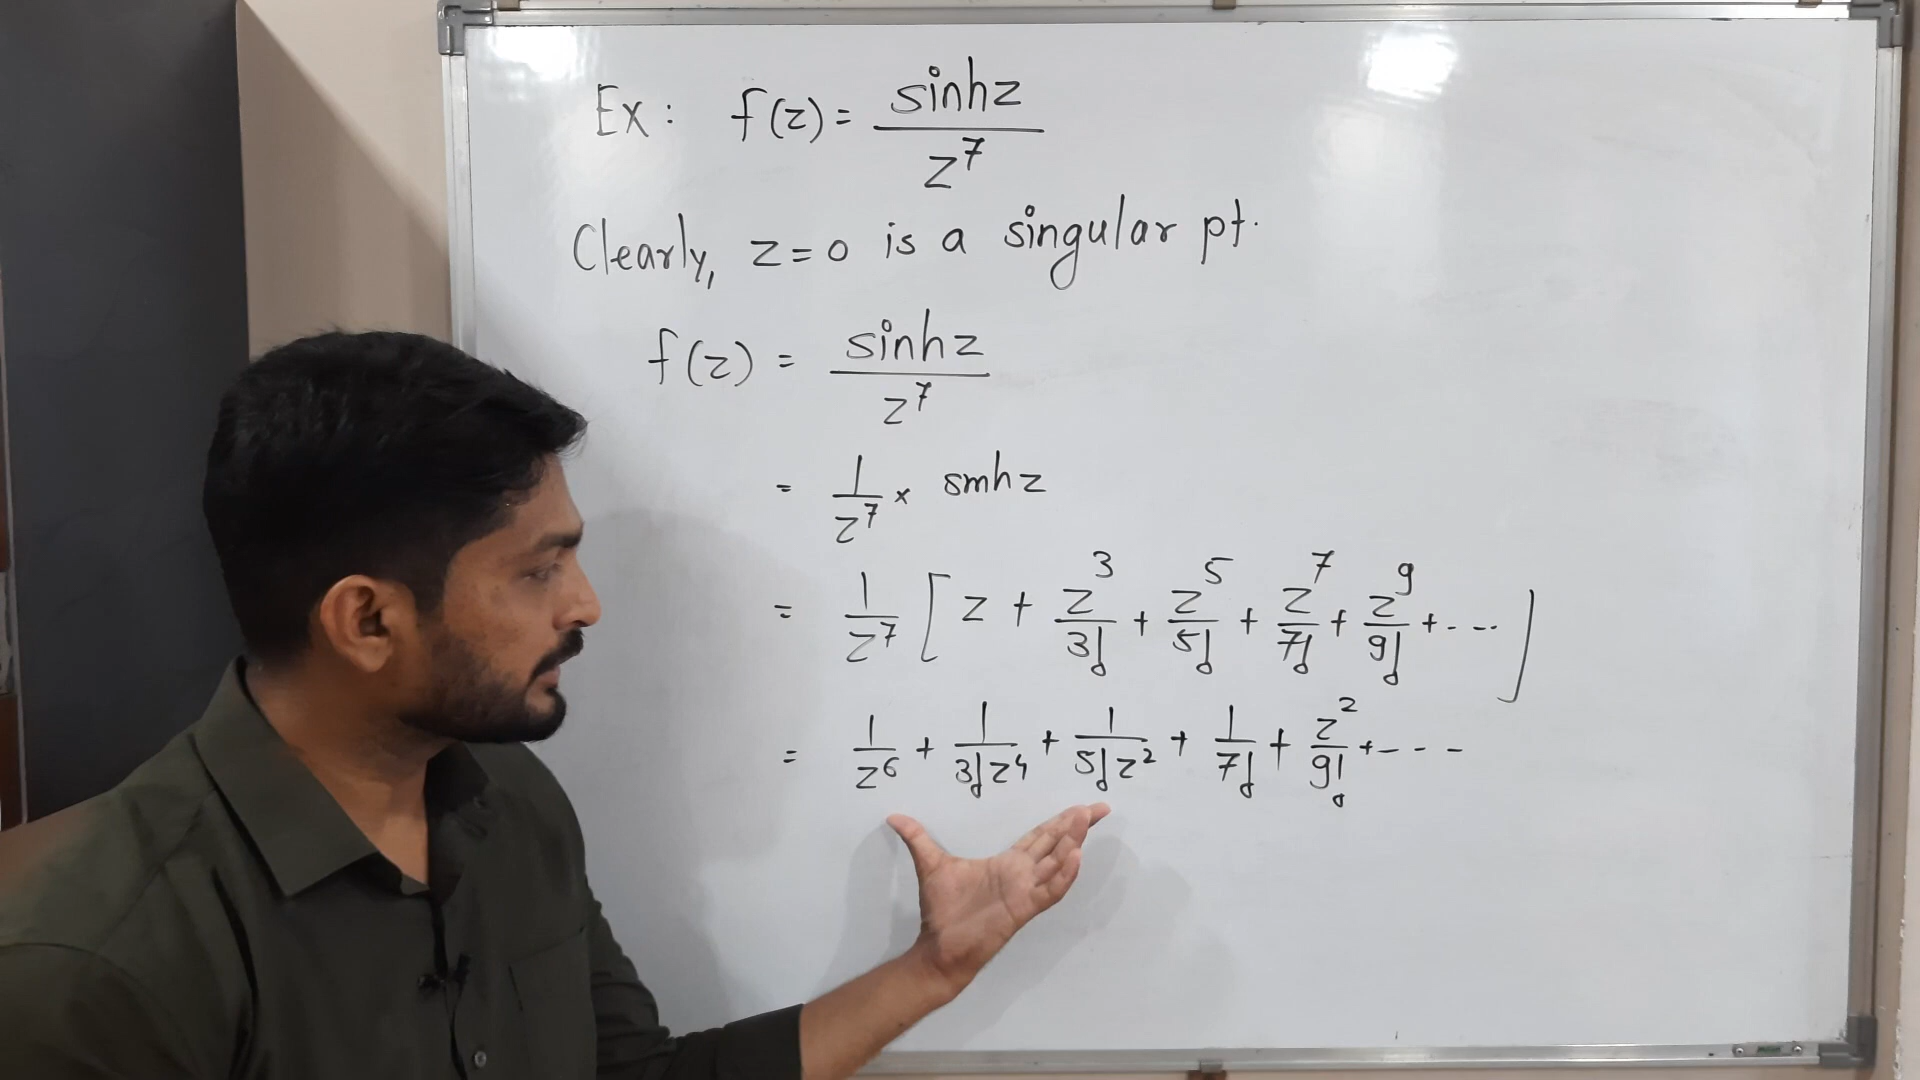 Ex : f(z) = sinhz / z^7
Clearly, z=0 is a singular pt.
f(z) = sinhz / z^7
= 1/z^7 × sinhz
= 1/z^7 [ z + z^3/3! + z^5/5! + z^7/7! + z^9/9! + --- ]
= 1/z^6 + 1/3!z^4 + 1/5!z^2 + 1/7! + z^2/9! + ---